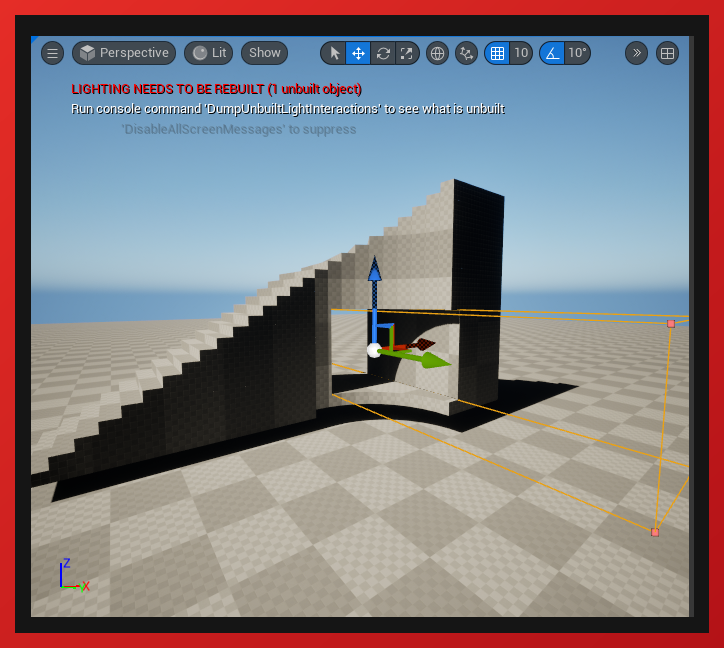 Perspective Lit Show 10 10°
LIGHTING NEEDS TO BE REBUILT (1 unbuilt object)
Run console command 'DumpUnbuiltLightInteractions' to see what is unbuilt
'DisableAllScreenMessages' to suppress
Z
X